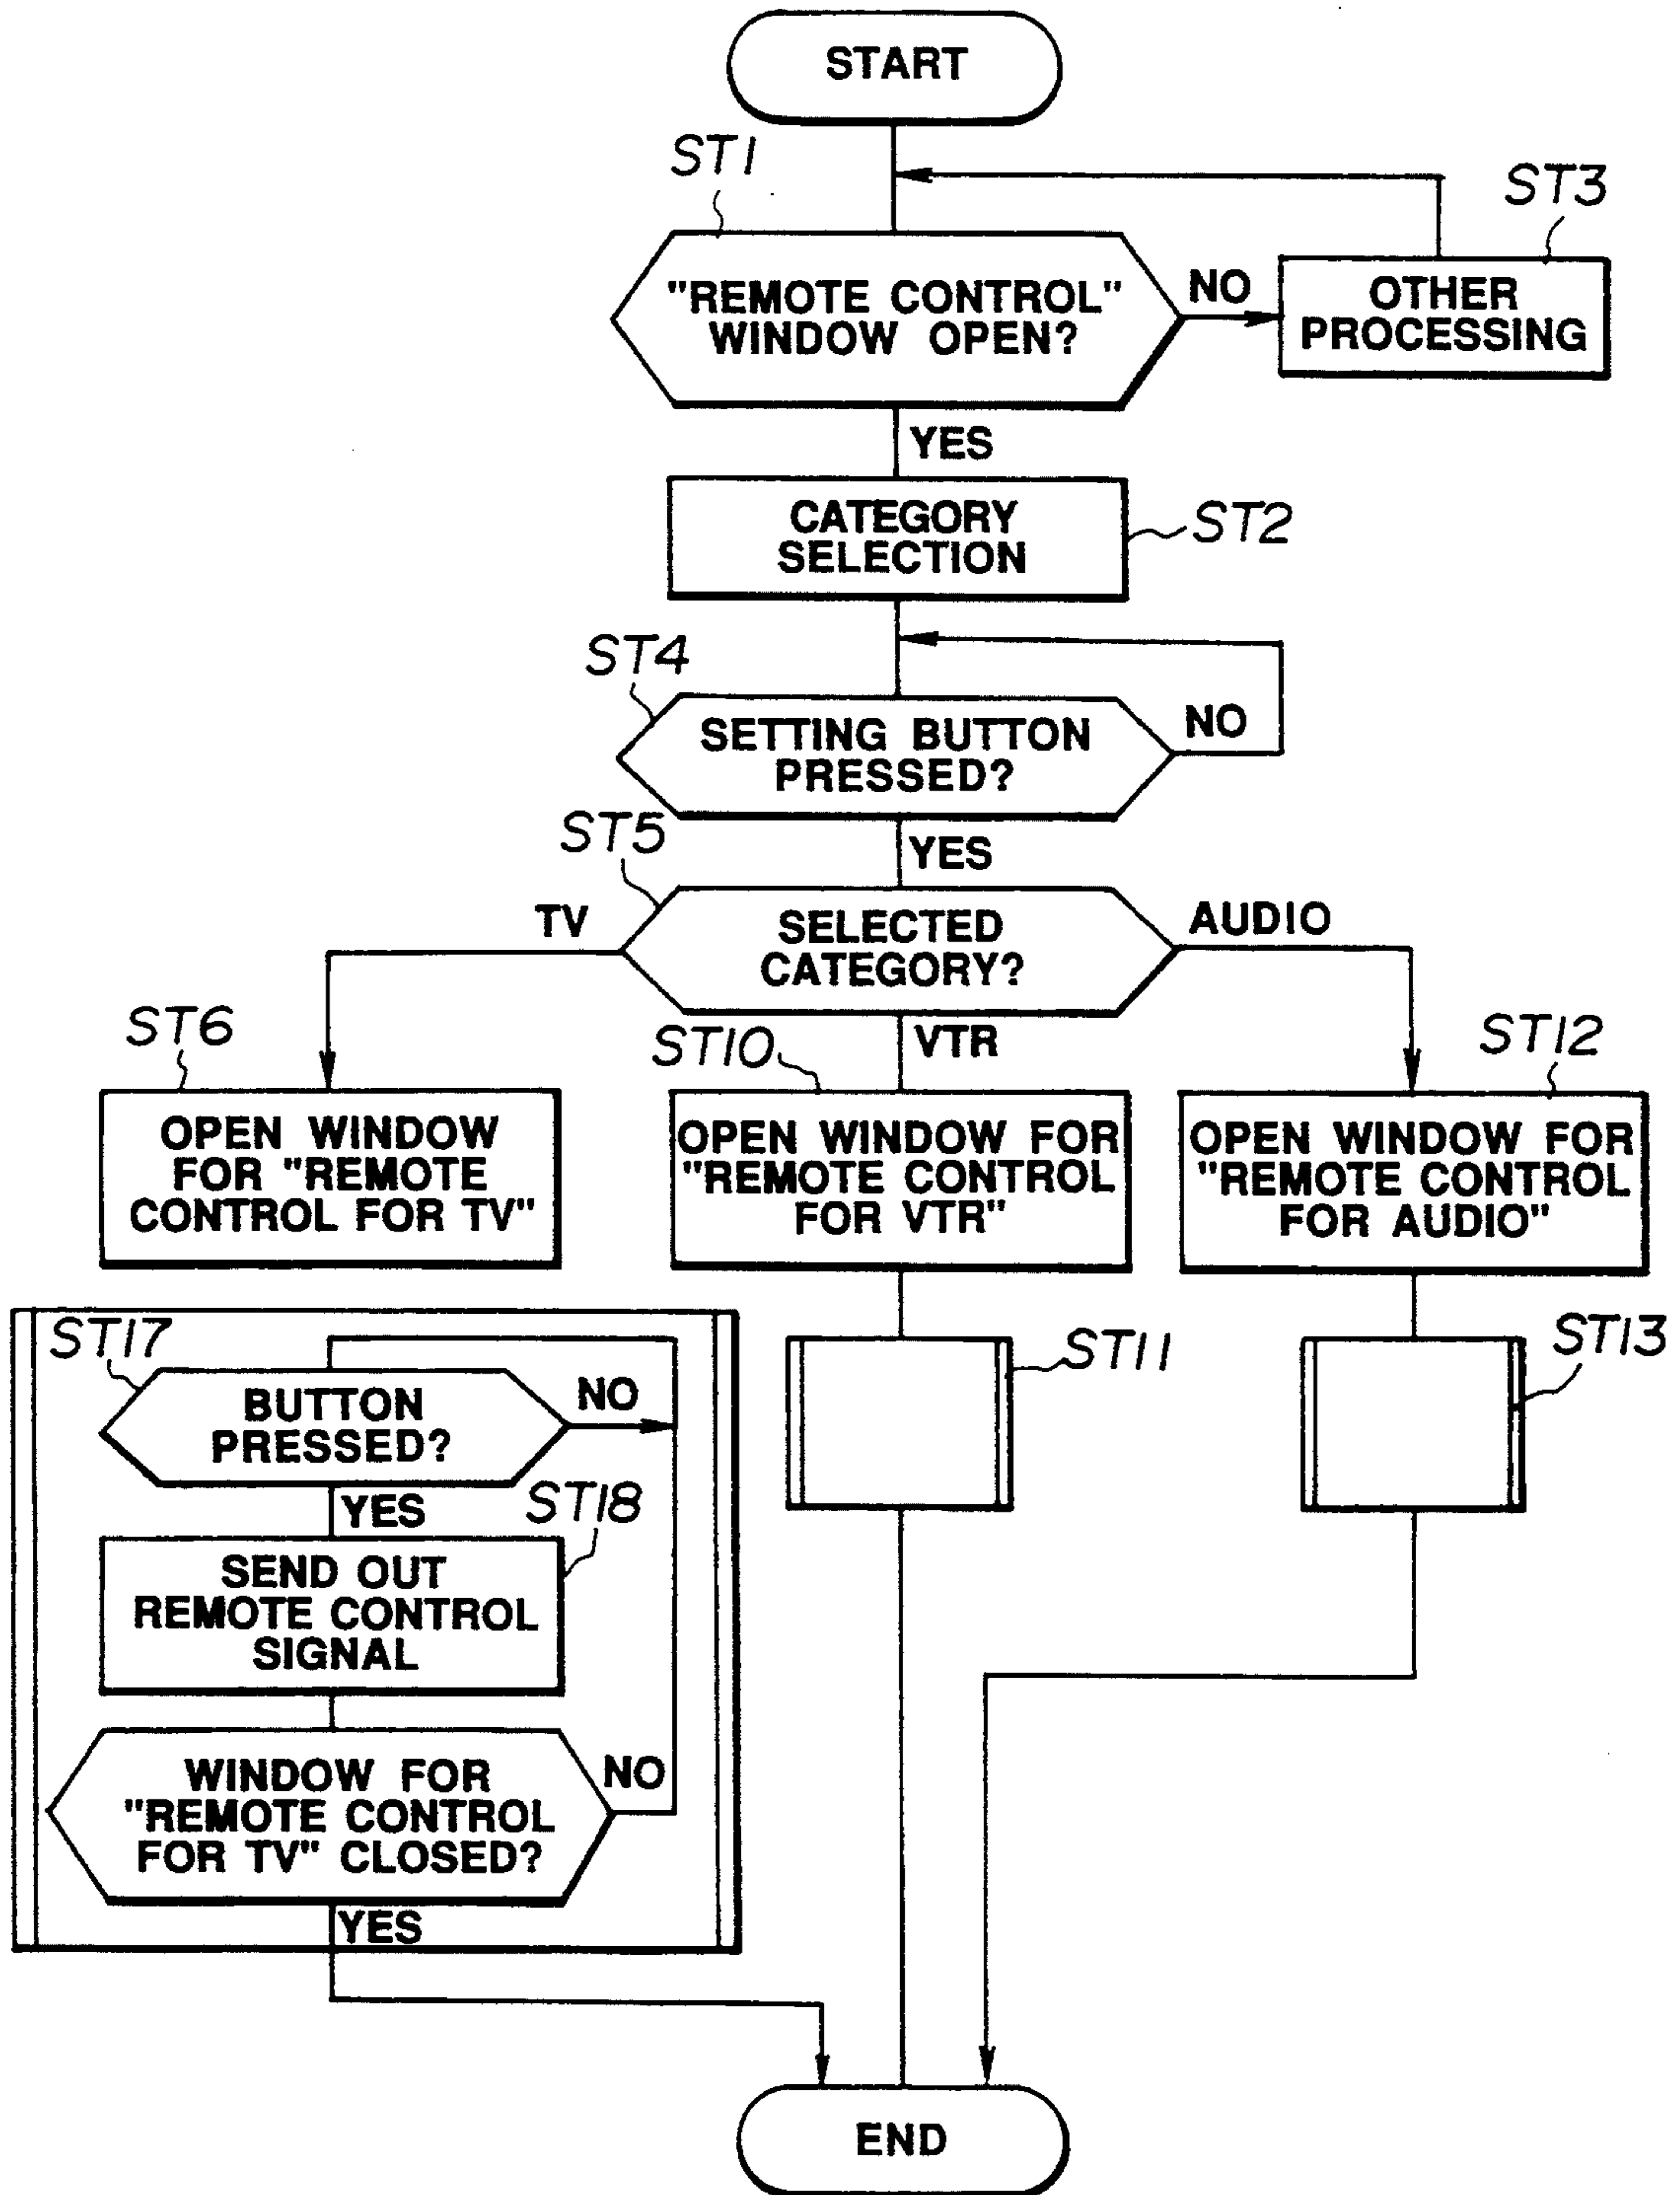 START
ST1
ST3
"REMOTE CONTROL"
WINDOW OPEN?
NO
OTHER
PROCESSING
YES
CATEGORY
SELECTION
ST2
ST4
SETTING BUTTON
PRESSED?
NO
YES
ST5
TV
SELECTED
CATEGORY?
AUDIO
VTR
ST6
ST10
ST12
OPEN WINDOW
FOR "REMOTE
CONTROL FOR TV"
OPEN WINDOW FOR
"REMOTE CONTROL
FOR VTR"
OPEN WINDOW FOR
"REMOTE CONTROL
FOR AUDIO"
ST17
BUTTON
PRESSED?
NO
ST11
ST13
YES
ST18
SEND OUT
REMOTE CONTROL
SIGNAL
WINDOW FOR
"REMOTE CONTROL
FOR TV" CLOSED?
NO
YES
END